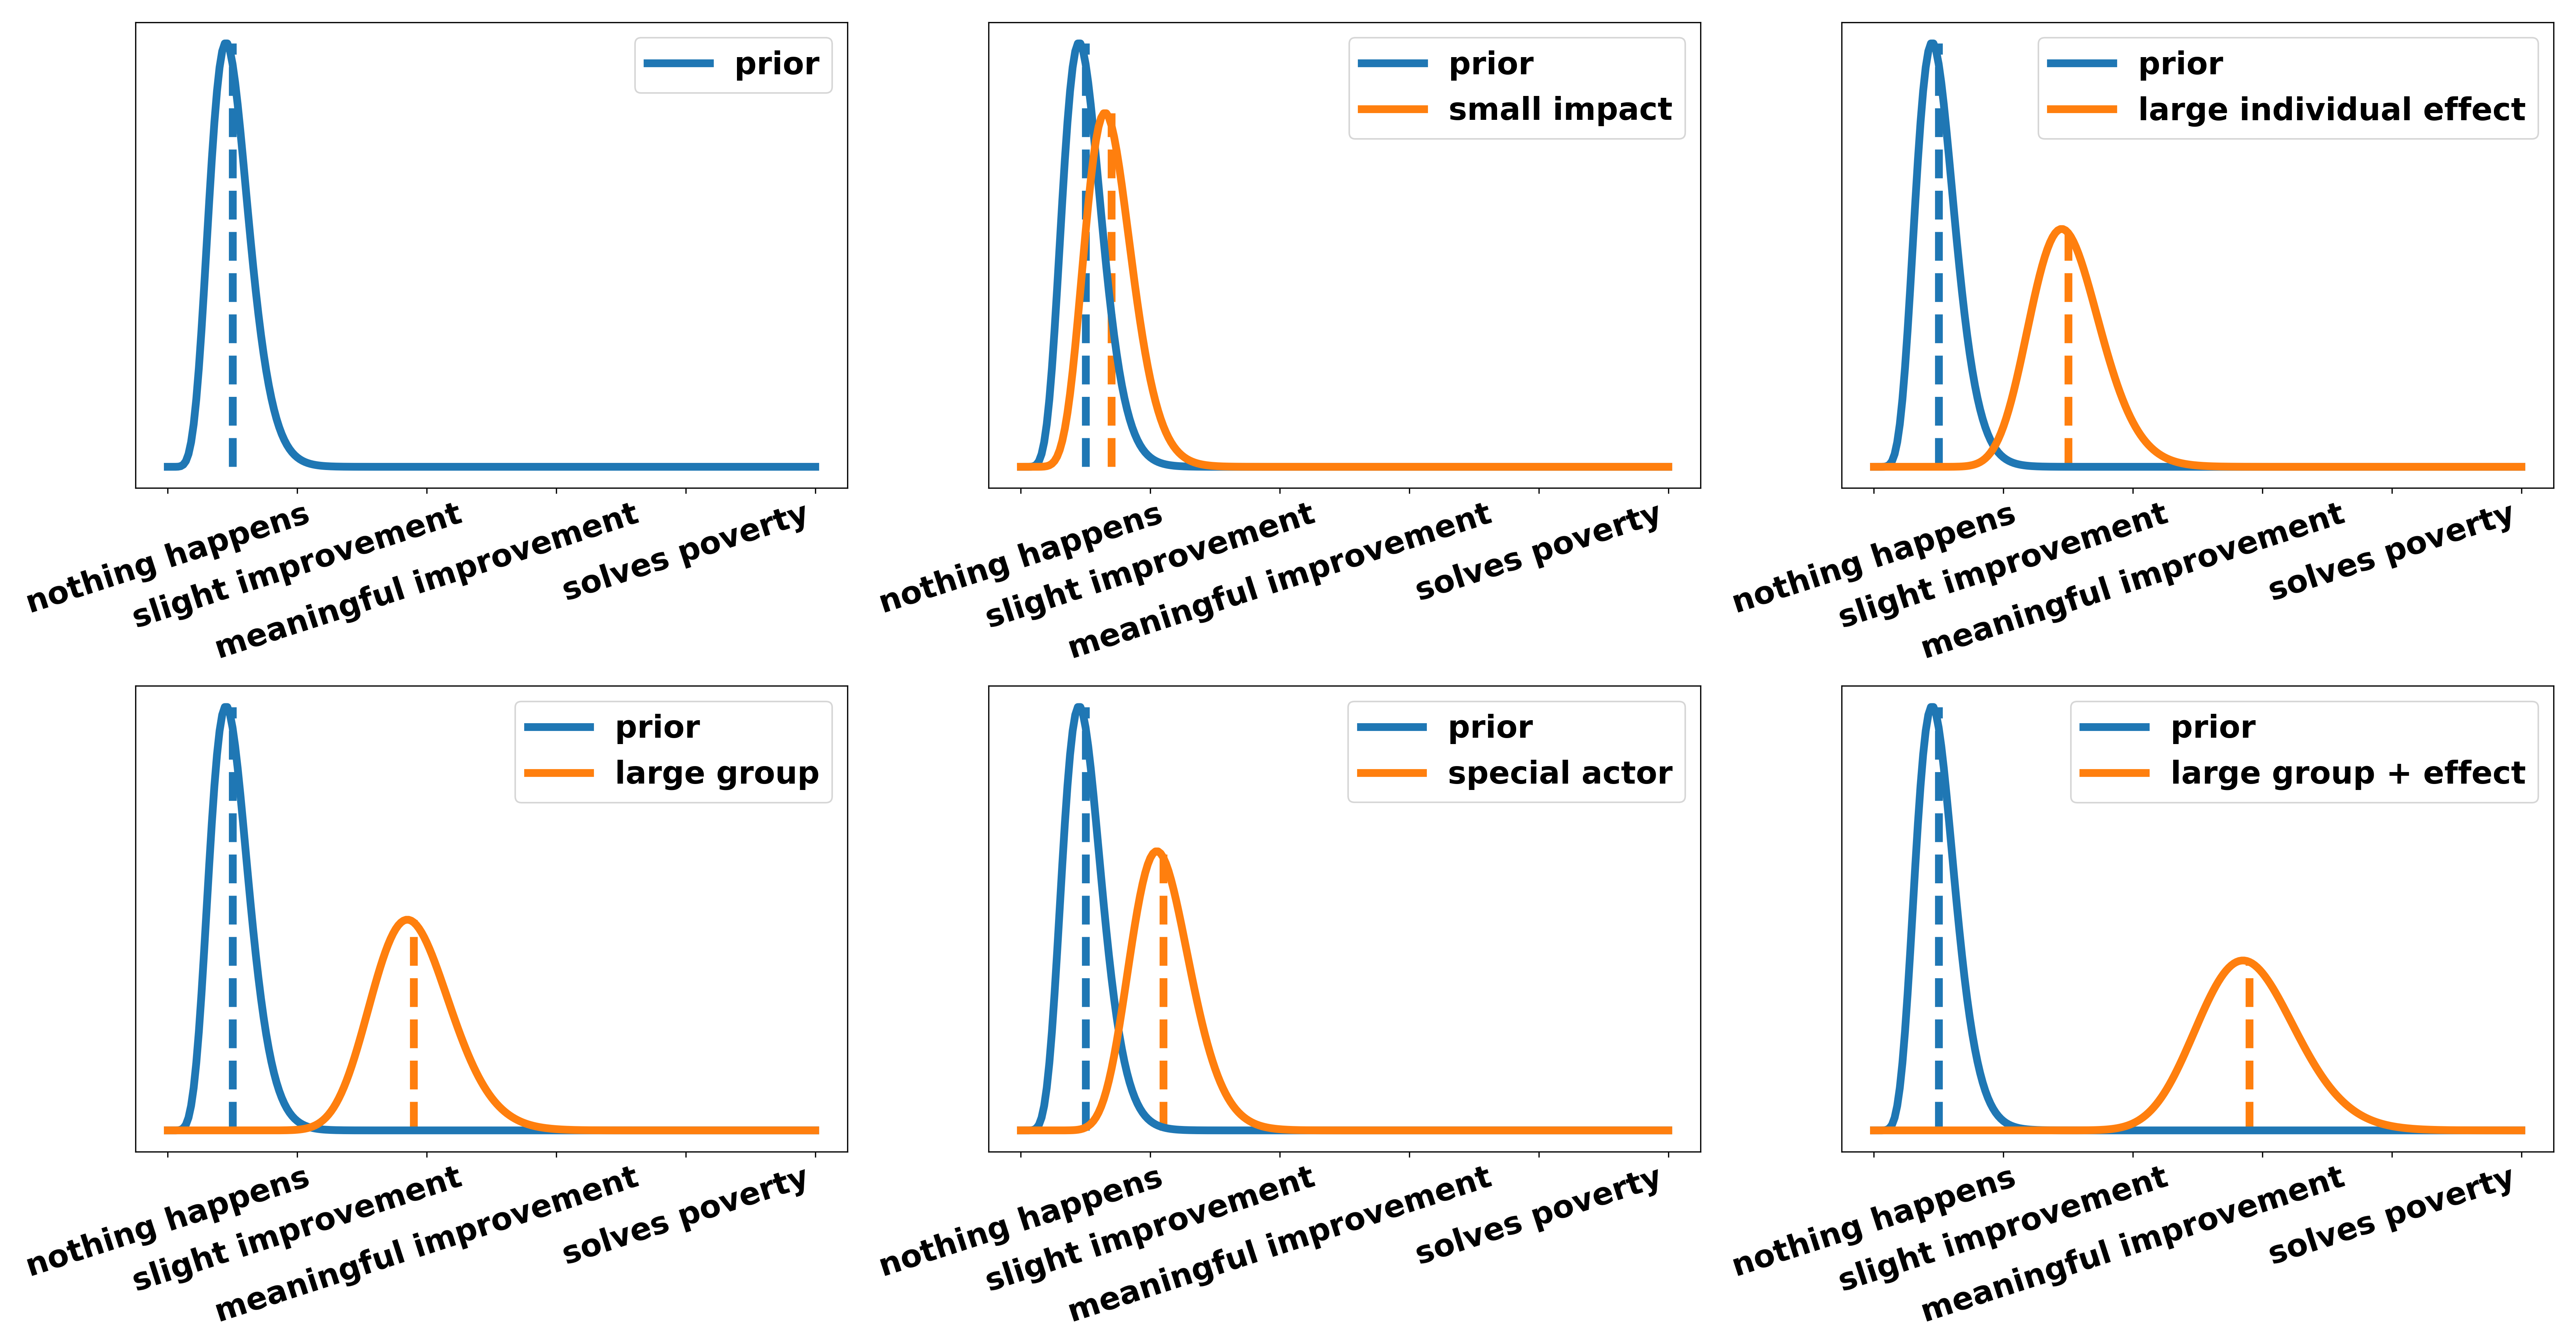 prior
nothing happens
slight improvement
meaningful improvement
solves poverty
prior
small impact
nothing happens
slight improvement
meaningful improvement
solves poverty
prior
large individual effect
nothing happens
slight improvement
meaningful improvement
solves poverty
prior
large group
nothing happens
slight improvement
meaningful improvement
solves poverty
prior
special actor
nothing happens
slight improvement
meaningful improvement
solves poverty
prior
large group + effect
nothing happens
slight improvement
meaningful improvement
solves poverty